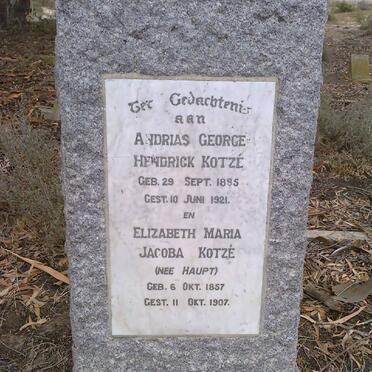 Ter Gedachtenis
aan
ANDRIAS GEORGE
HENDRICK KOTZÉ
GEB. 29 SEPT. 1855
GEST. 10 JUNI 1921.
EN
ELIZABETH MARIA
JACOBA KOTZÉ
(NEE HAUPT)
GEB. 6 OKT. 1857
GEST. 11 OKT. 1907.